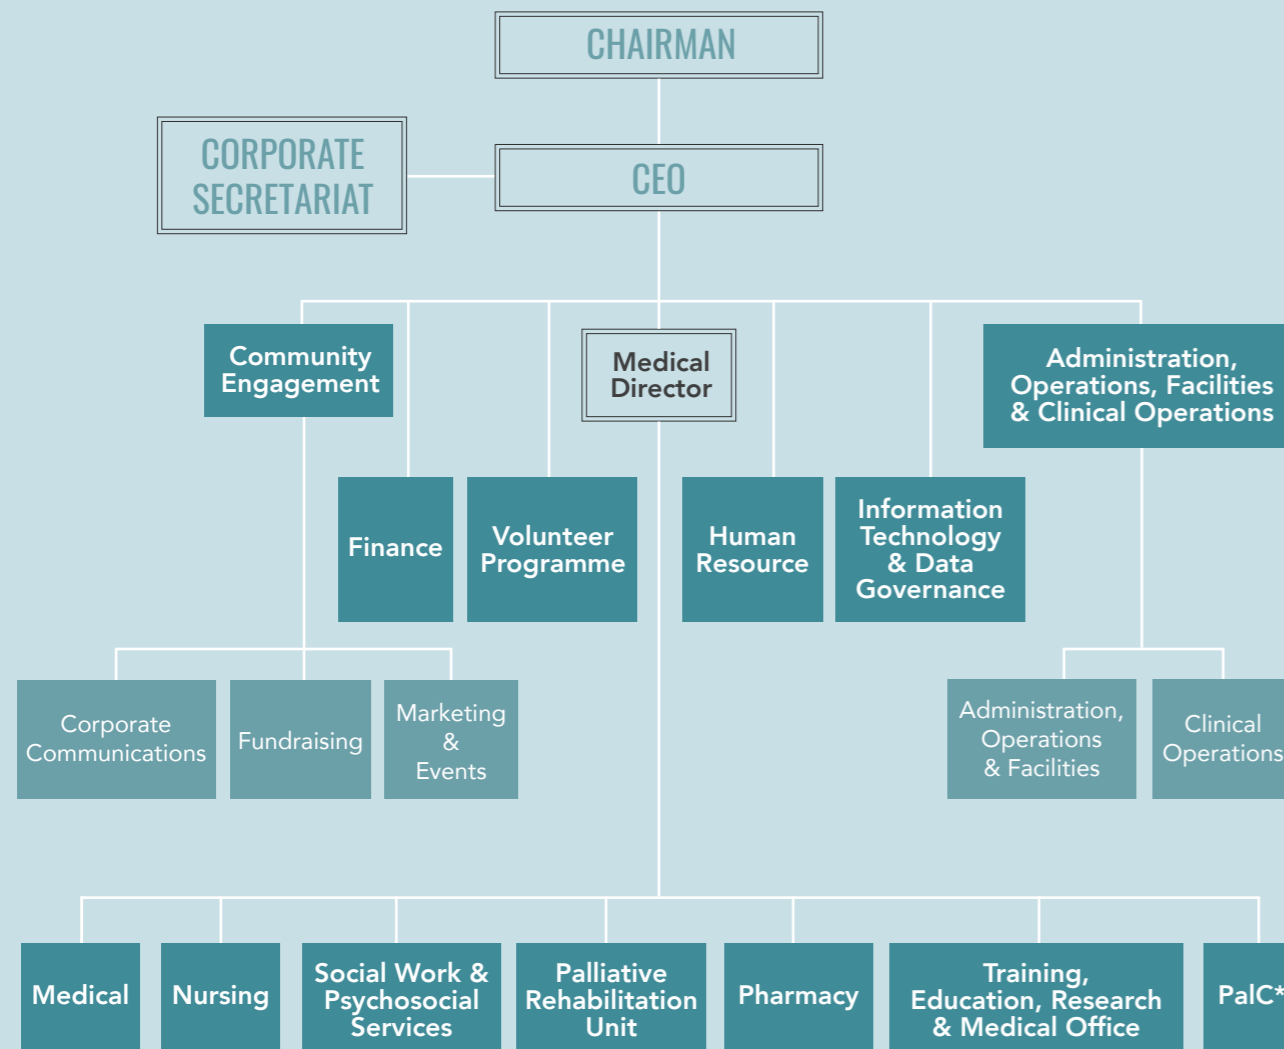 CHAIRMAN
CORPORATE
SECRETARIAT
CEO
Community
Engagement
Medical
Director
Administration,
Operations, Facilities
& Clinical Operations
Finance
Volunteer
Programme
Human
Resource
Information
Technology
& Data
Governance
Corporate
Communications
Fundraising
Marketing
&
Events
Administration,
Operations
& Facilities
Clinical
Operations
Medical
Nursing
Social Work &
Psychosocial
Services
Palliative
Rehabilitation
Unit
Pharmacy
Training,
Education, Research
& Medical Office
PalC*